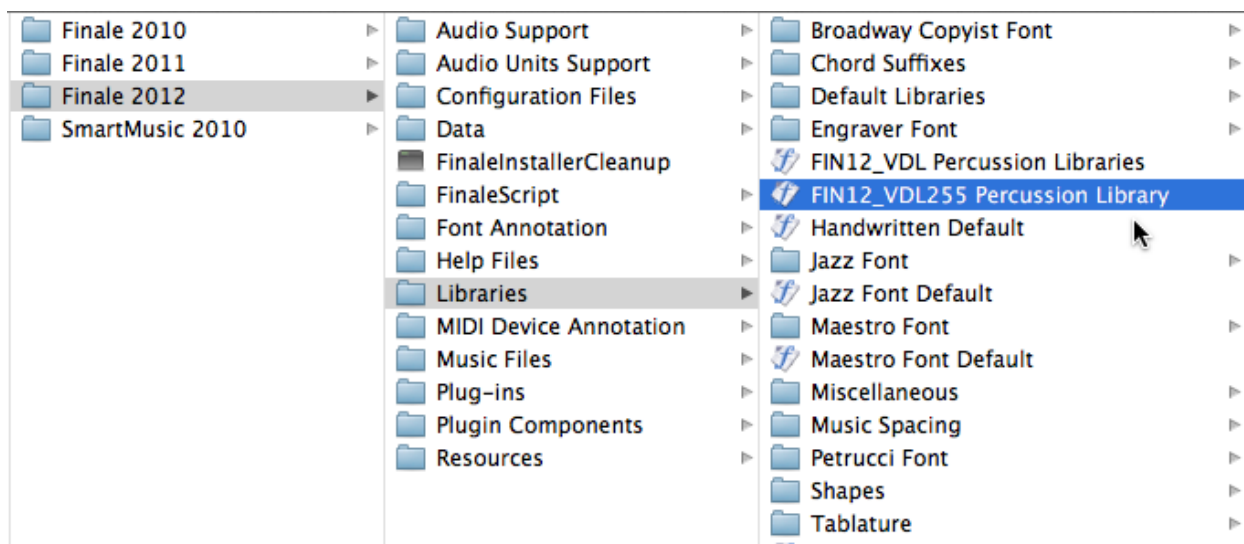 Finale 2010
Finale 2011
Finale 2012
SmartMusic 2010
Audio Support
Audio Units Support
Configuration Files
Data
FinaleInstallerCleanup
FinaleScript
Font Annotation
Help Files
Libraries
MIDI Device Annotation
Music Files
Plug-ins
Plugin Components
Resources
Broadway Copyist Font
Chord Suffixes
Default Libraries
Engraver Font
FIN12_VDL Percussion Libraries
FIN12_VDL255 Percussion Library
Handwritten Default
Jazz Font
Jazz Font Default
Maestro Font
Maestro Font Default
Miscellaneous
Music Spacing
Petrucci Font
Shapes
Tablature